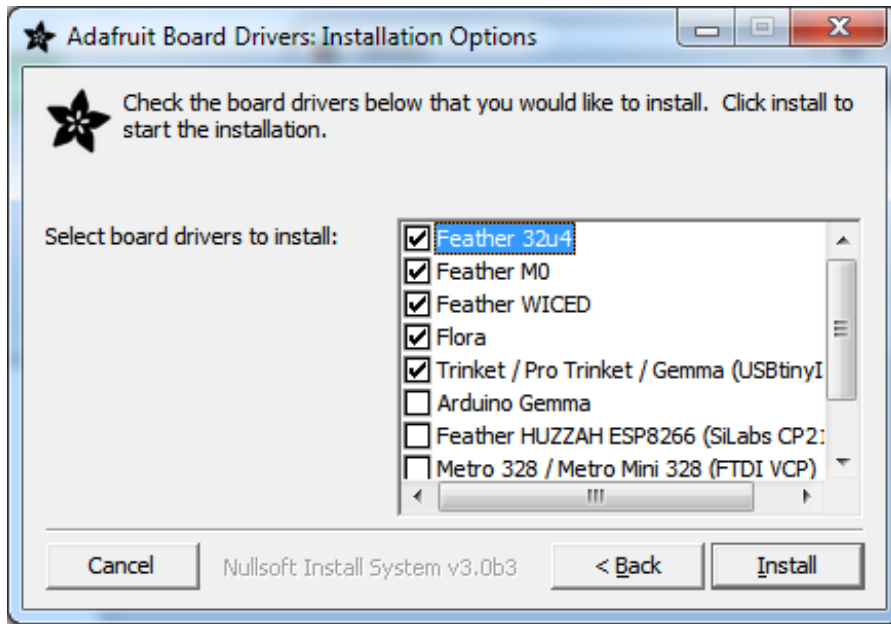 Adafruit Board Drivers: Installation Options
Check the board drivers below that you would like to install. Click install to
start the installation.
Select board drivers to install:
Feather 32u4
Feather M0
Feather WICED
Flora
Trinket / Pro Trinket / Gemma (USBtinyI
Arduino Gemma
Feather HUZZAH ESP8266 (SiLabs CP21
Metro 328 / Metro Mini 328 (FTDI VCP)
Cancel
Nullsoft Install System v3.0b3
< Back
Install